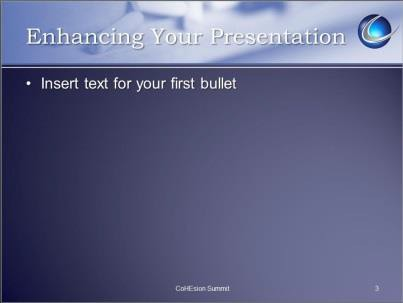 Enhancing Your Presentation
• Insert text for your first bullet
CoHEsion Summit
3